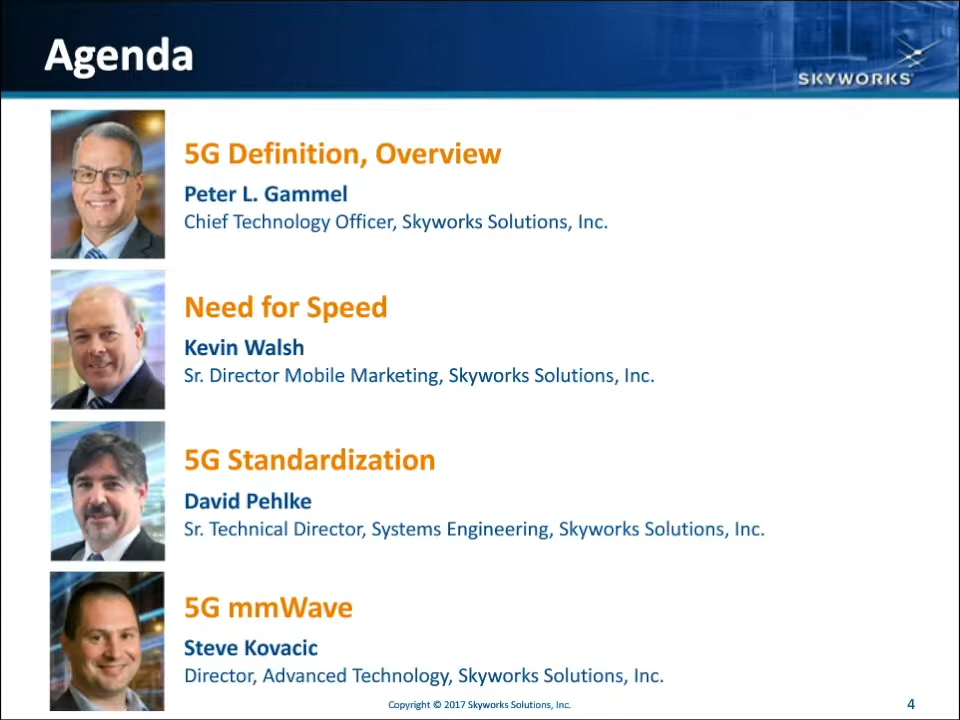 Agenda
SKYWORKS
5G Definition, Overview
Peter L. Gammel
Chief Technology Officer, Skyworks Solutions, Inc.
Need for Speed
Kevin Walsh
Sr. Director Mobile Marketing, Skyworks Solutions, Inc.
5G Standardization
David Pehlke
Sr. Technical Director, Systems Engineering, Skyworks Solutions, Inc.
5G mmWave
Steve Kovacic
Director, Advanced Technology, Skyworks Solutions, Inc.
Copyright © 2017 Skyworks Solutions, Inc.
4